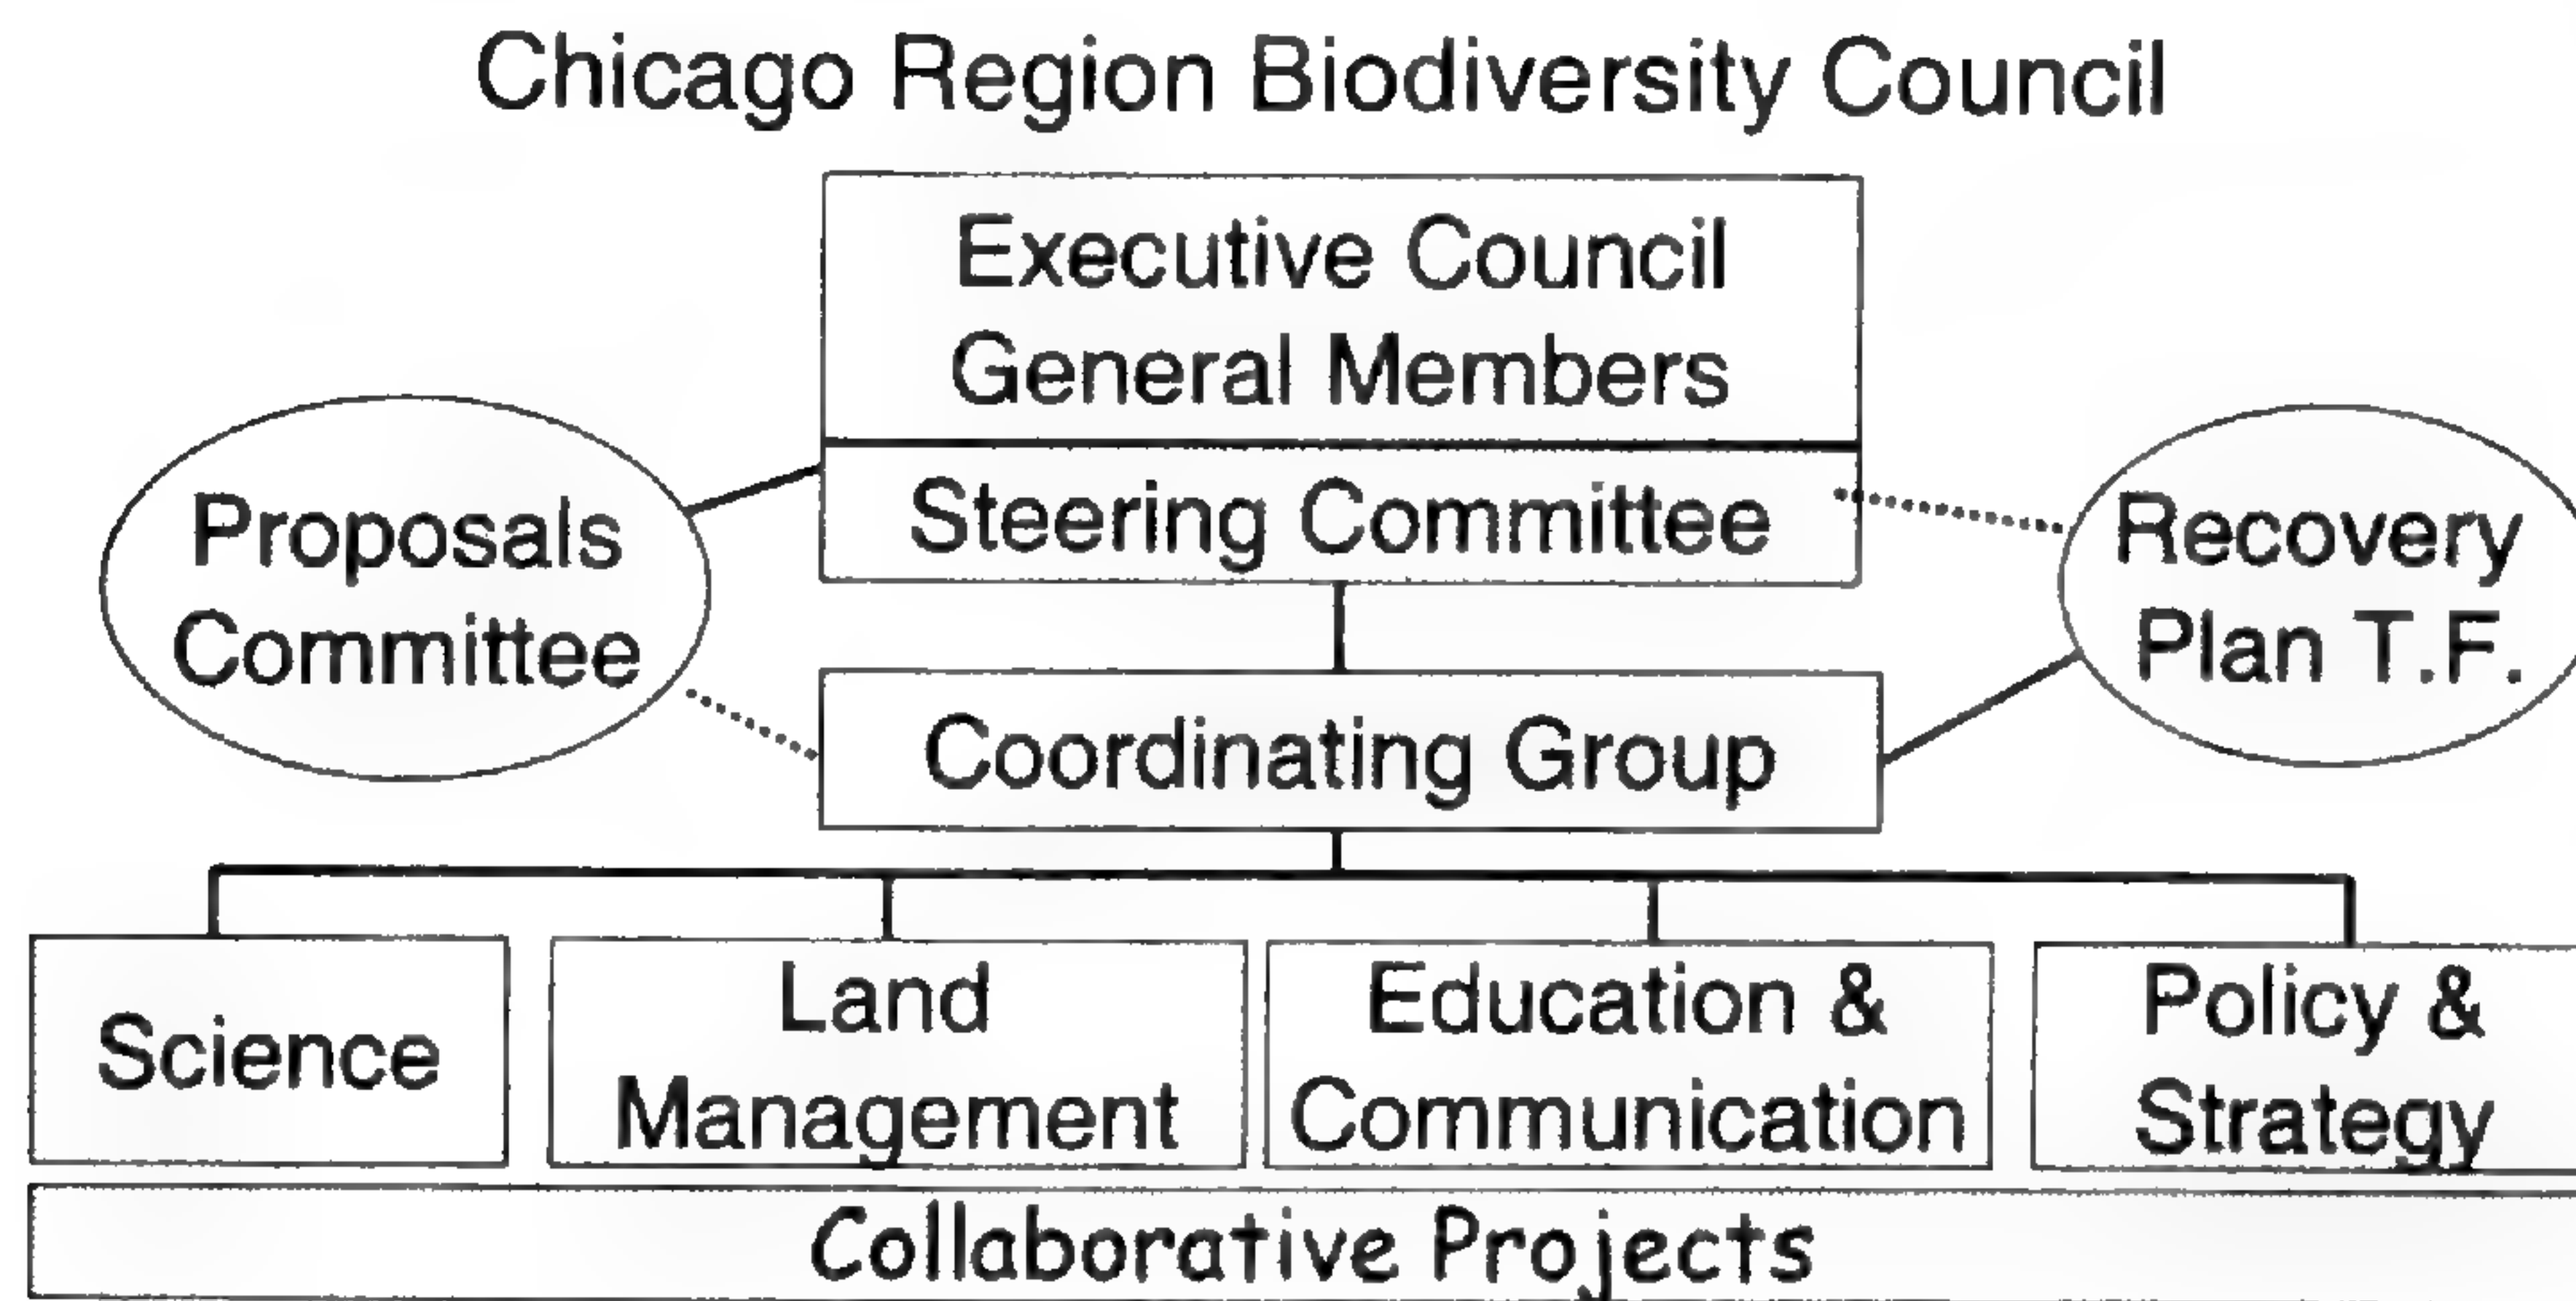 Chicago Region Biodiversity Council
Executive Council
General Members
Steering Committee
Proposals
Committee
Recovery
Plan T.F.
Coordinating Group
Science
Land
Management
Education &
Communication
Policy &
Strategy
Collaborative Projects